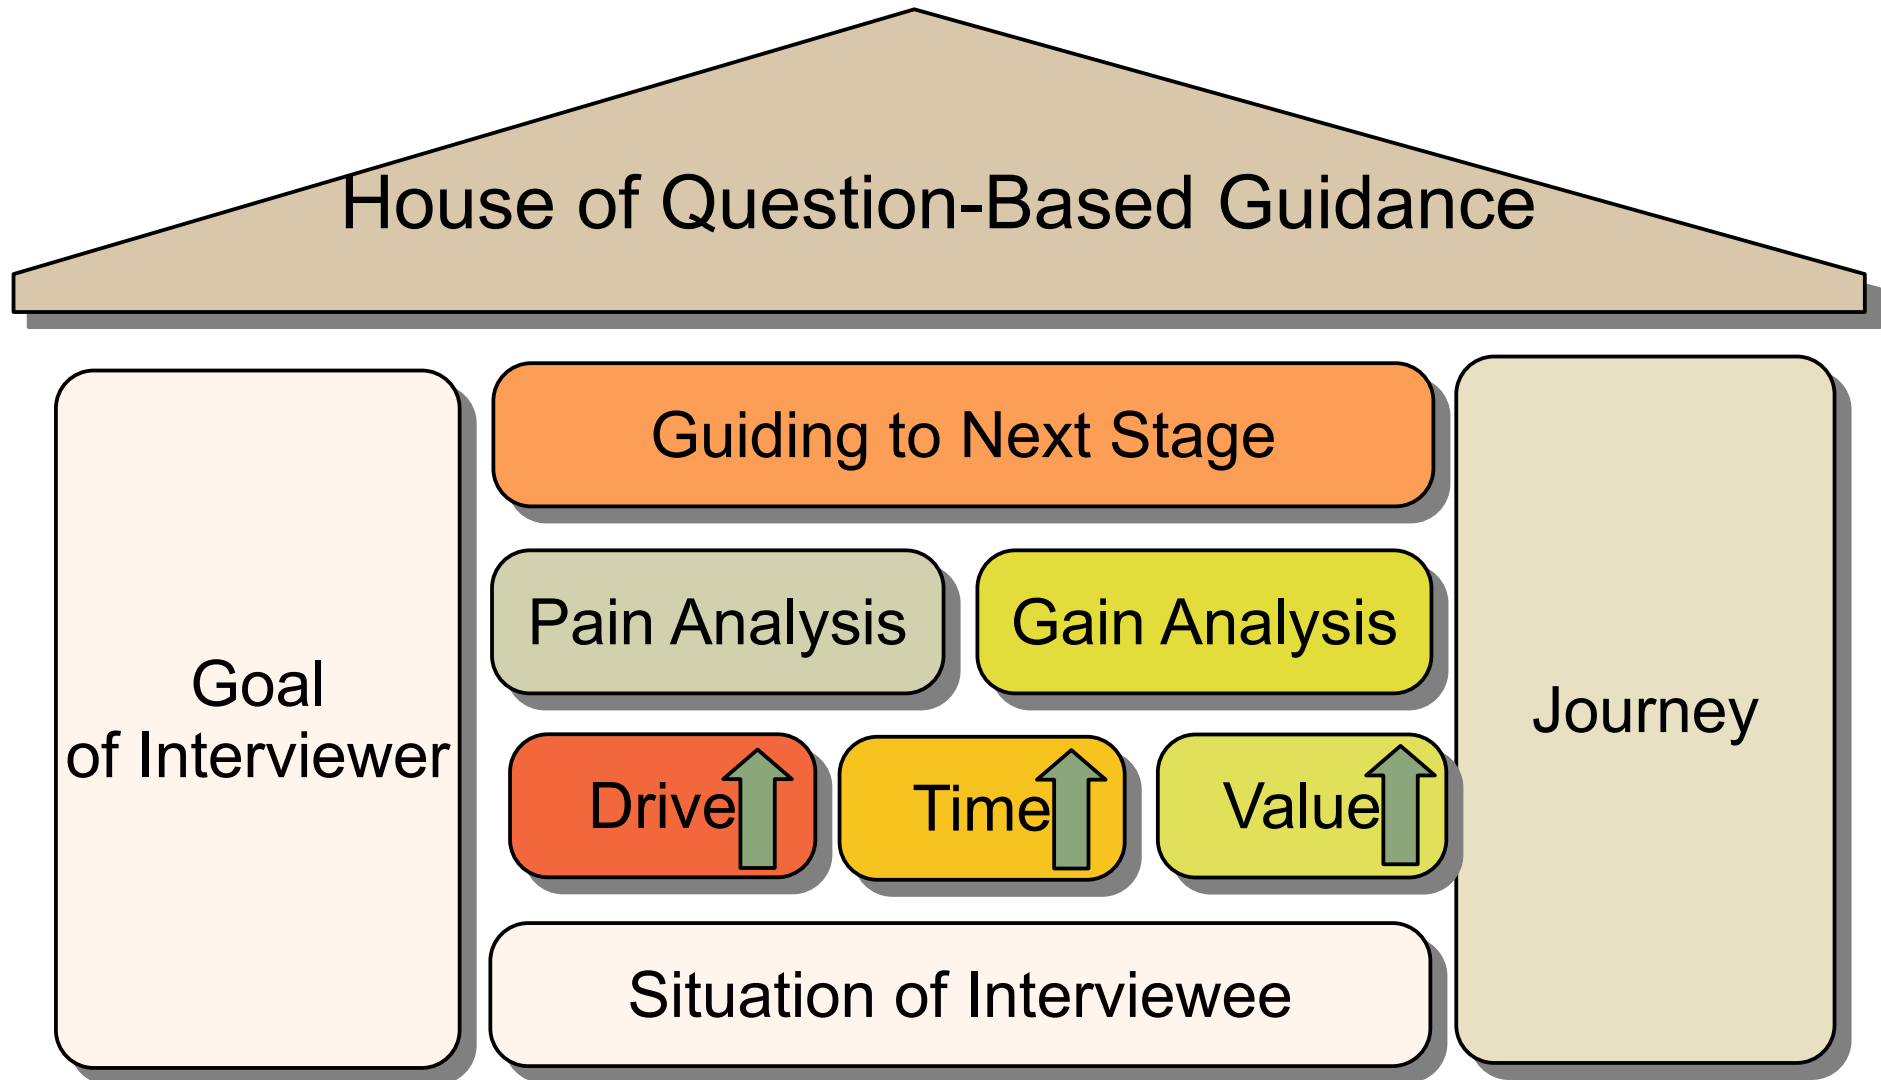 House of Question-Based Guidance
Goal
of Interviewer
Guiding to Next Stage
Pain Analysis
Gain Analysis
Drive
Time
Value
Situation of Interviewee
Journey